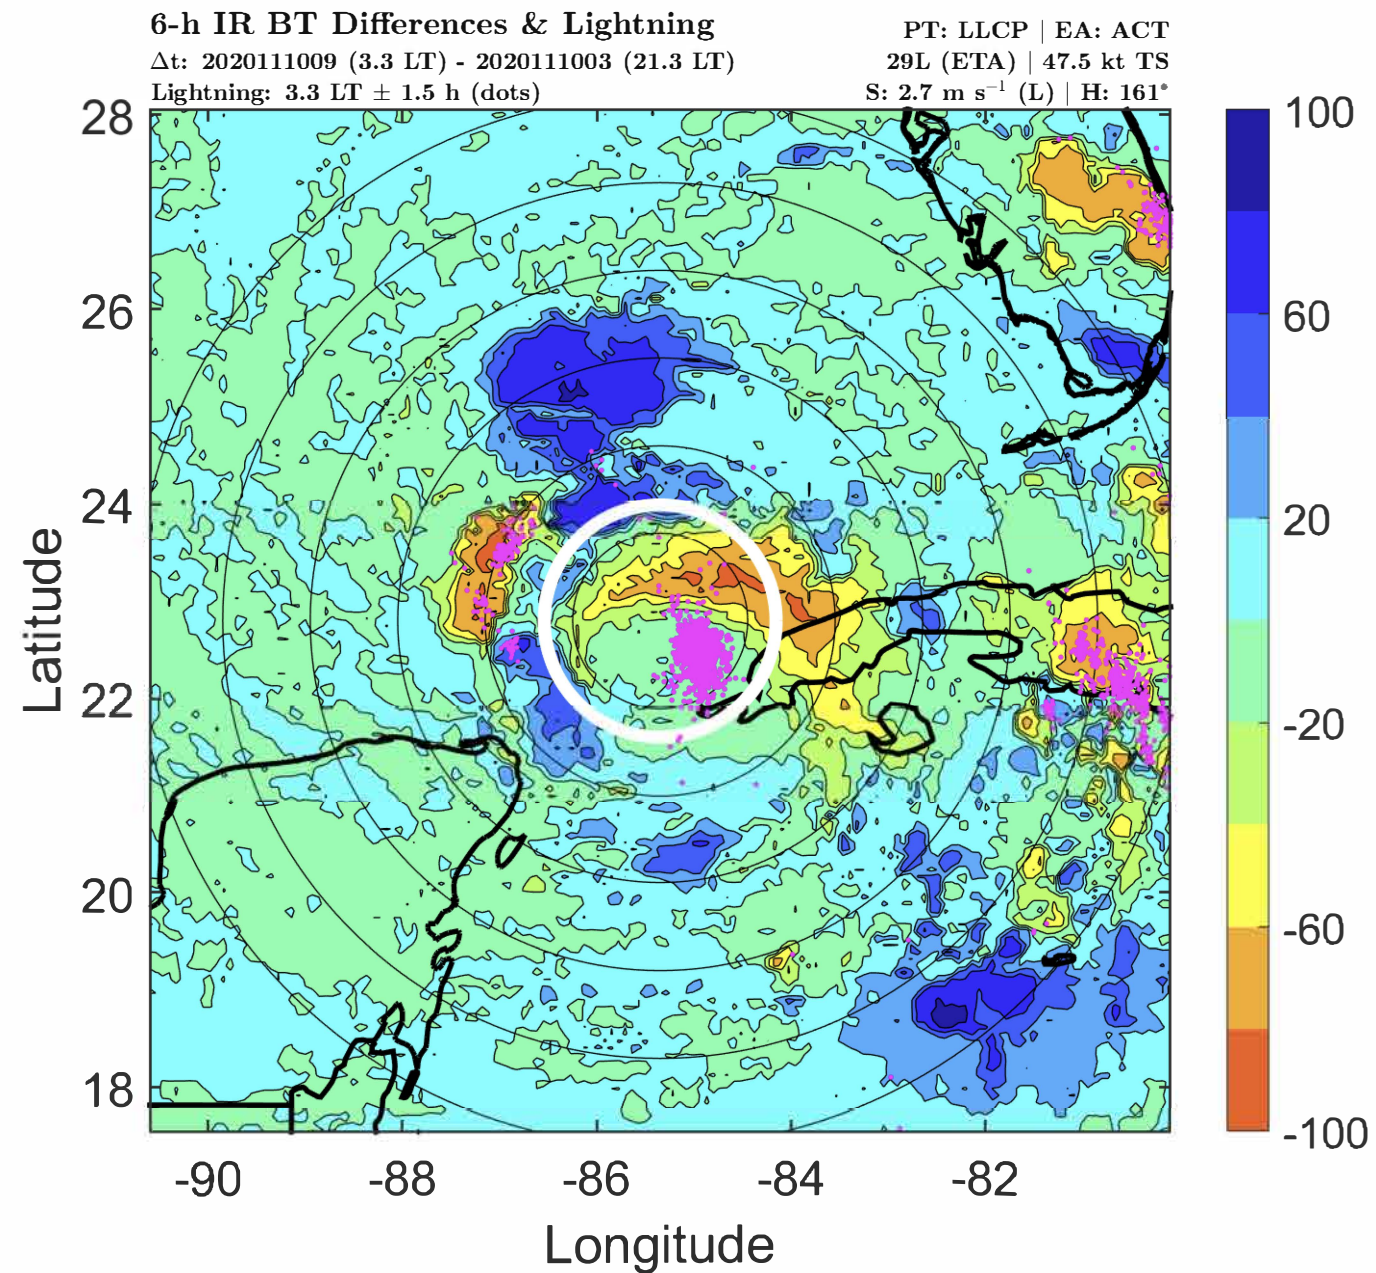 6-h IR BT Differences & Lightning
PT: LLCP | EA: ACT
Δt: 2020111009 (3.3 LT) - 2020111003 (21.3 LT)
29L (ETA) | 47.5 kt TS
Lightning: 3.3 LT ± 1.5 h (dots)
S: 2.7 m s⁻¹ (L) | H: 161°
28
26
24
22
20
18
Latitude
-90
-88
-86
-84
-82
Longitude
100
60
20
-20
-60
-100